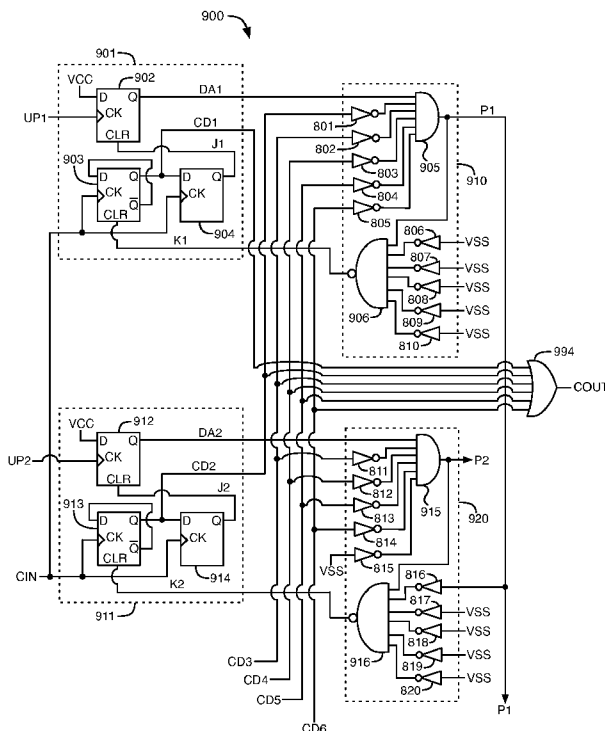 900
901
902
VCC
D Q
DA1
UP1
CK
CLR
J1
CD1
903
D Q
D Q
CK
CK
Q
CLR
904
K1
801
802
803
804
805
905
P1
910
806
VSS
807
VSS
808
VSS
809
VSS
810
VSS
906
994
COUT
912
VCC
D Q
DA2
UP2
CK
CLR
J2
CD2
913
D Q
D Q
CK
CK
Q
CLR
914
CIN
K2
911
811
812
813
814
VSS
815
915
P2
920
816
817
VSS
818
VSS
819
VSS
820
VSS
916
CD3
CD4
CD5
CD6
P1